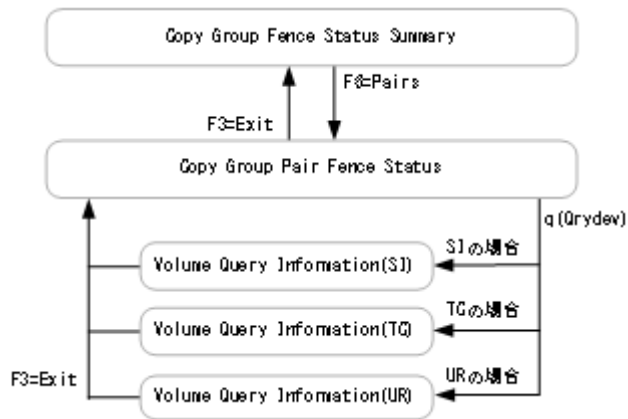 Copy Group Fence Status Summary
F8=Pairs
F3=Exit
Copy Group Pair Fence Status
q(Qrydev)
SIの場合
Volume Query Information(SI)
TCの場合
Volume Query Information(TC)
URの場合
F3=Exit
Volume Query Information(UR)